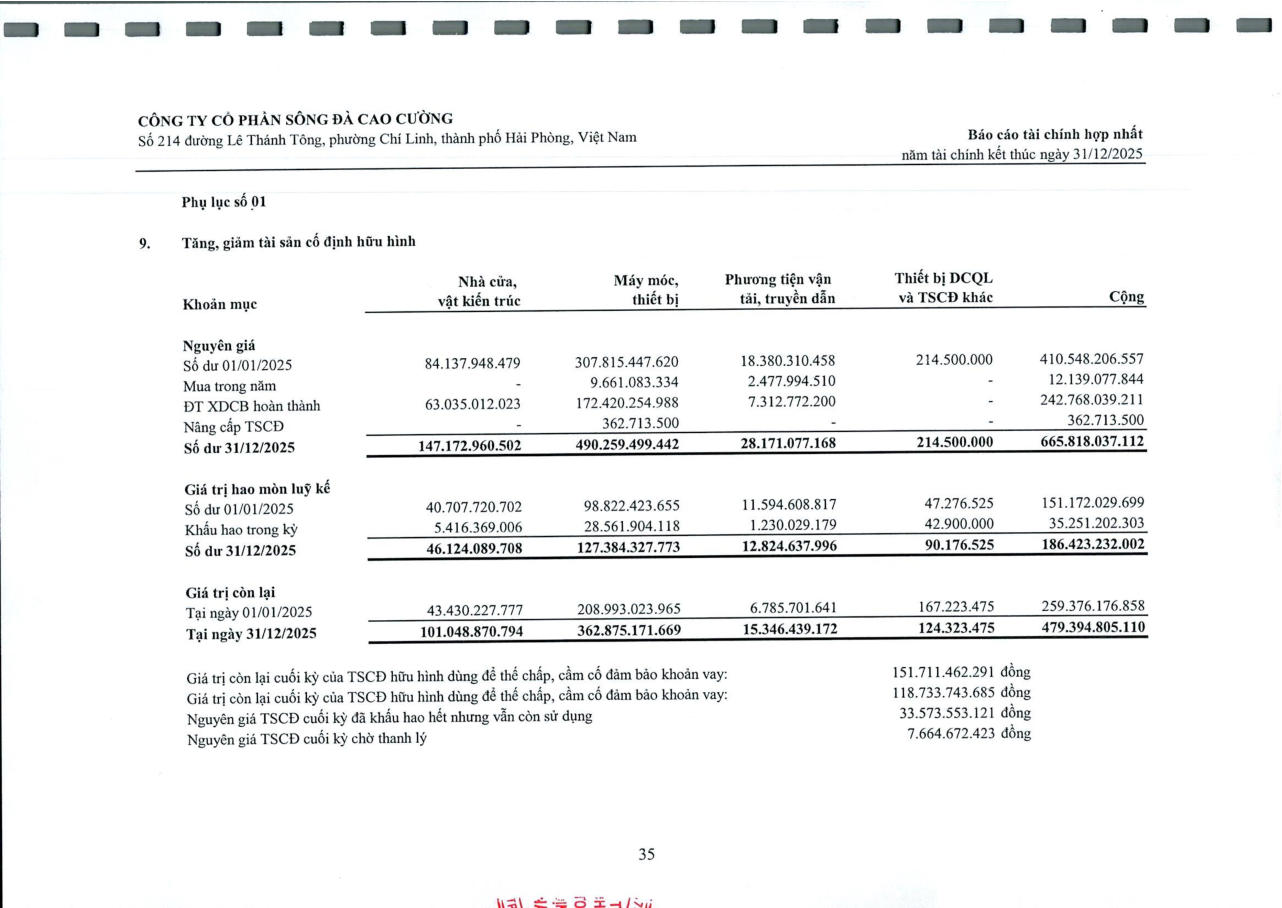 CÔNG TY CỔ PHẦN SÔNG ĐÀ CAO CƯỜNG
Số 214 đường Lê Thánh Tông, phường Chí Linh, thành phố Hải Phòng, Việt Nam
Báo cáo tài chính hợp nhất
năm tài chính kết thúc ngày 31/12/2025
Phụ lục số 01
9. Tăng, giảm tài sản cố định hữu hình
Khoản mục Nhà cửa, vật kiến trúc Máy móc, thiết bị Phương tiện vận tải, truyền dẫn Thiết bị DCQL và TSCĐ khác Cộng
Nguyên giá
Số dư 01/01/2025 84.137.948.479 307.815.447.620 18.380.310.458 214.500.000 410.548.206.557
Mua trong năm - 9.661.083.334 2.477.994.510 - 12.139.077.844
ĐT XDCB hoàn thành 63.035.012.023 172.420.254.988 7.312.772.200 - 242.768.039.211
Nâng cấp TSCĐ - 362.713.500 - - 362.713.500
Số dư 31/12/2025 147.172.960.502 490.259.499.442 28.171.077.168 214.500.000 665.818.037.112
Giá trị hao mòn luỹ kế
Số dư 01/01/2025 40.707.720.702 98.822.423.655 11.594.608.817 47.276.525 151.172.029.699
Khấu hao trong kỳ 5.416.369.006 28.561.904.118 1.230.029.179 42.900.000 35.251.202.303
Số dư 31/12/2025 46.124.089.708 127.384.327.773 12.824.637.996 90.176.525 186.423.232.002
Giá trị còn lại
Tại ngày 01/01/2025 43.430.227.777 208.993.023.965 6.785.701.641 167.223.475 259.376.176.858
Tại ngày 31/12/2025 101.048.870.794 362.875.171.669 15.346.439.172 124.323.475 479.394.805.110
Giá trị còn lại cuối kỳ của TSCĐ hữu hình dùng để thế chấp, cầm cố đảm bảo khoản vay: 151.711.462.291 đồng
Giá trị còn lại cuối kỳ của TSCĐ hữu hình dùng để thế chấp, cầm cố đảm bảo khoản vay: 118.733.743.685 đồng
Nguyên giá TSCĐ cuối kỳ đã khấu hao hết nhưng vẫn còn sử dụng 33.573.553.121 đồng
Nguyên giá TSCĐ cuối kỳ chờ thanh lý 7.664.672.423 đồng
35